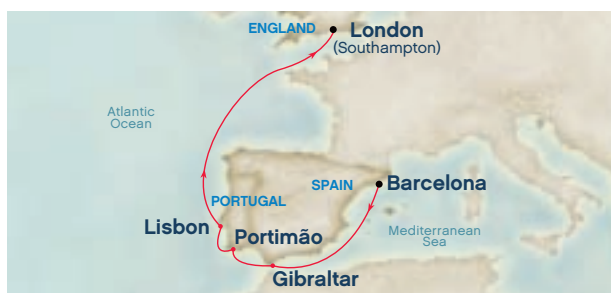 ENGLAND
London
(Southampton)
Atlantic
Ocean
SPAIN
Barcelona
PORTUGAL
Lisbon
Portimão
Mediterranean
Sea
Gibraltar